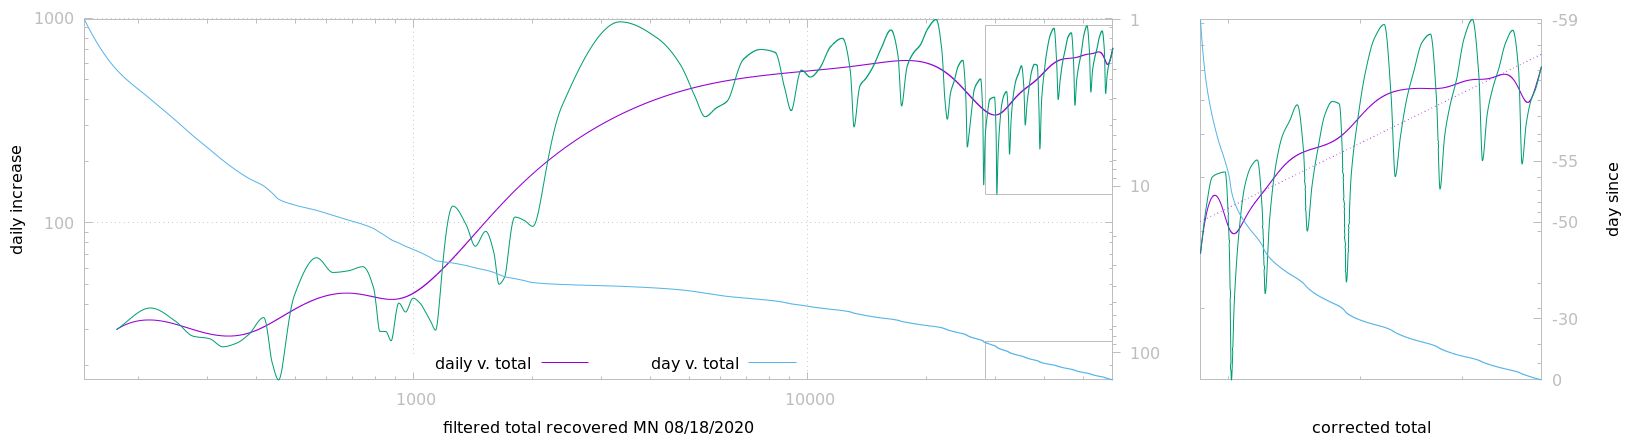 1000
100
daily increase
1000
10000
filtered total recovered MN 08/18/2020
daily v. total
day v. total
1
10
100
-59
-55
-50
-30
0
day since
corrected total